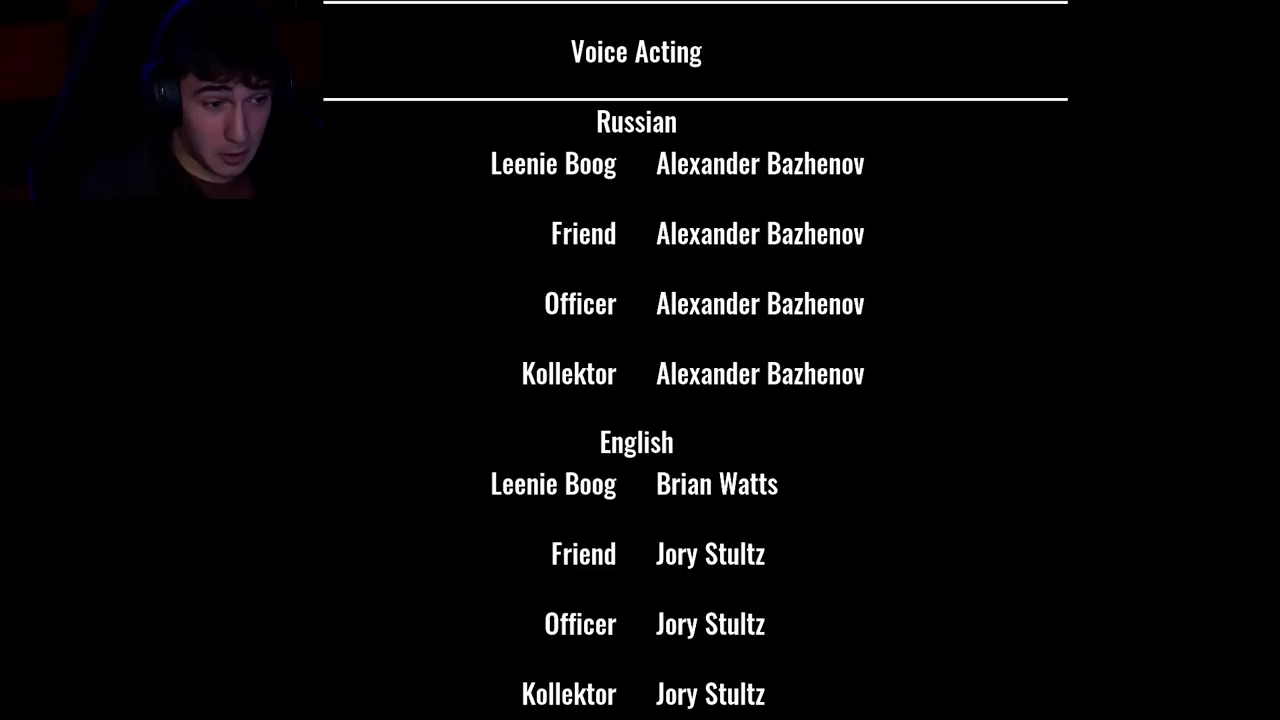 Voice Acting
Russian
Leenie Boog Alexander Bazhenov
Friend Alexander Bazhenov
Officer Alexander Bazhenov
Kollektor Alexander Bazhenov
English
Leenie Boog Brian Watts
Friend Jory Stultz
Officer Jory Stultz
Kollektor Jory Stultz